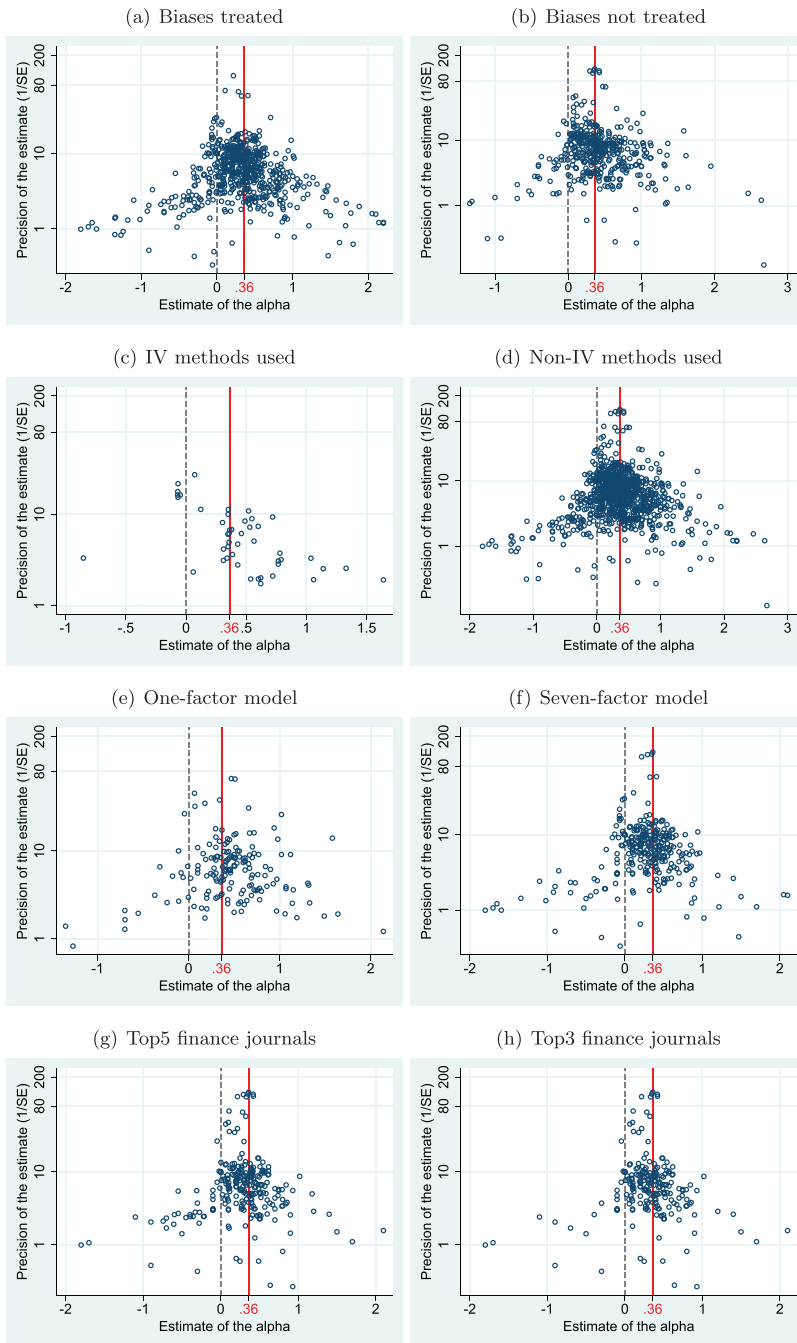 (a) Biases treated
Precision of the estimate (1/SE)
200
80
10
1
-2 -1 0 .36 1 2
Estimate of the alpha
(b) Biases not treated
Precision of the estimate (1/SE)
200
80
10
1
-1 0 .36 1 2 3
Estimate of the alpha
(c) IV methods used
Precision of the estimate (1/SE)
200
80
10
1
-1 -.5 0 .36 .5 1 1.5
Estimate of the alpha
(d) Non-IV methods used
Precision of the estimate (1/SE)
200
80
10
1
-2 -1 0 .36 1 2 3
Estimate of the alpha
(e) One-factor model
Precision of the estimate (1/SE)
200
80
10
1
-1 0 .36 1 2
Estimate of the alpha
(f) Seven-factor model
Precision of the estimate (1/SE)
200
80
10
1
-2 -1 0 .36 1 2
Estimate of the alpha
(g) Top5 finance journals
Precision of the estimate (1/SE)
200
80
10
1
-2 -1 0 .36 1 2
Estimate of the alpha
(h) Top3 finance journals
Precision of the estimate (1/SE)
200
80
10
1
-2 -1 0 .36 1 2
Estimate of the alpha